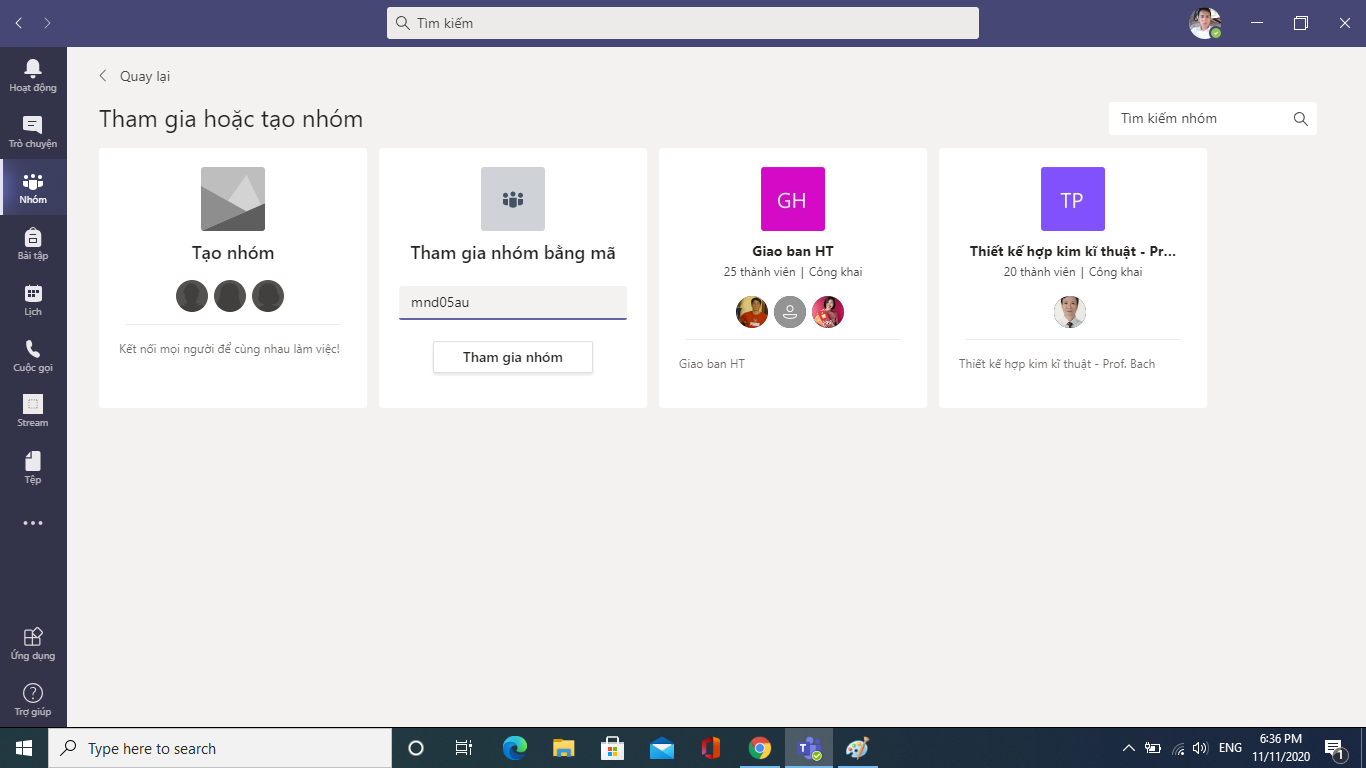 Tìm kiếm
Hoạt động
Trò chuyện
Nhóm
Bài tập
Lịch
Cuộc gọi
Stream
Tệp
Ứng dụng
Trợ giúp
Quay lại
Tham gia hoặc tạo nhóm
Tìm kiếm nhóm
Tạo nhóm
Kết nối mọi người để cùng nhau làm việc!
Tham gia nhóm bằng mã
mnd05au
Tham gia nhóm
GH
Giao ban HT
25 thành viên | Công khai
Giao ban HT
TP
Thiết kế hợp kim kĩ thuật - Pr...
20 thành viên | Công khai
Thiết kế hợp kim kĩ thuật - Prof. Bach
Type here to search
ENG
6:36 PM
11/11/2020
1